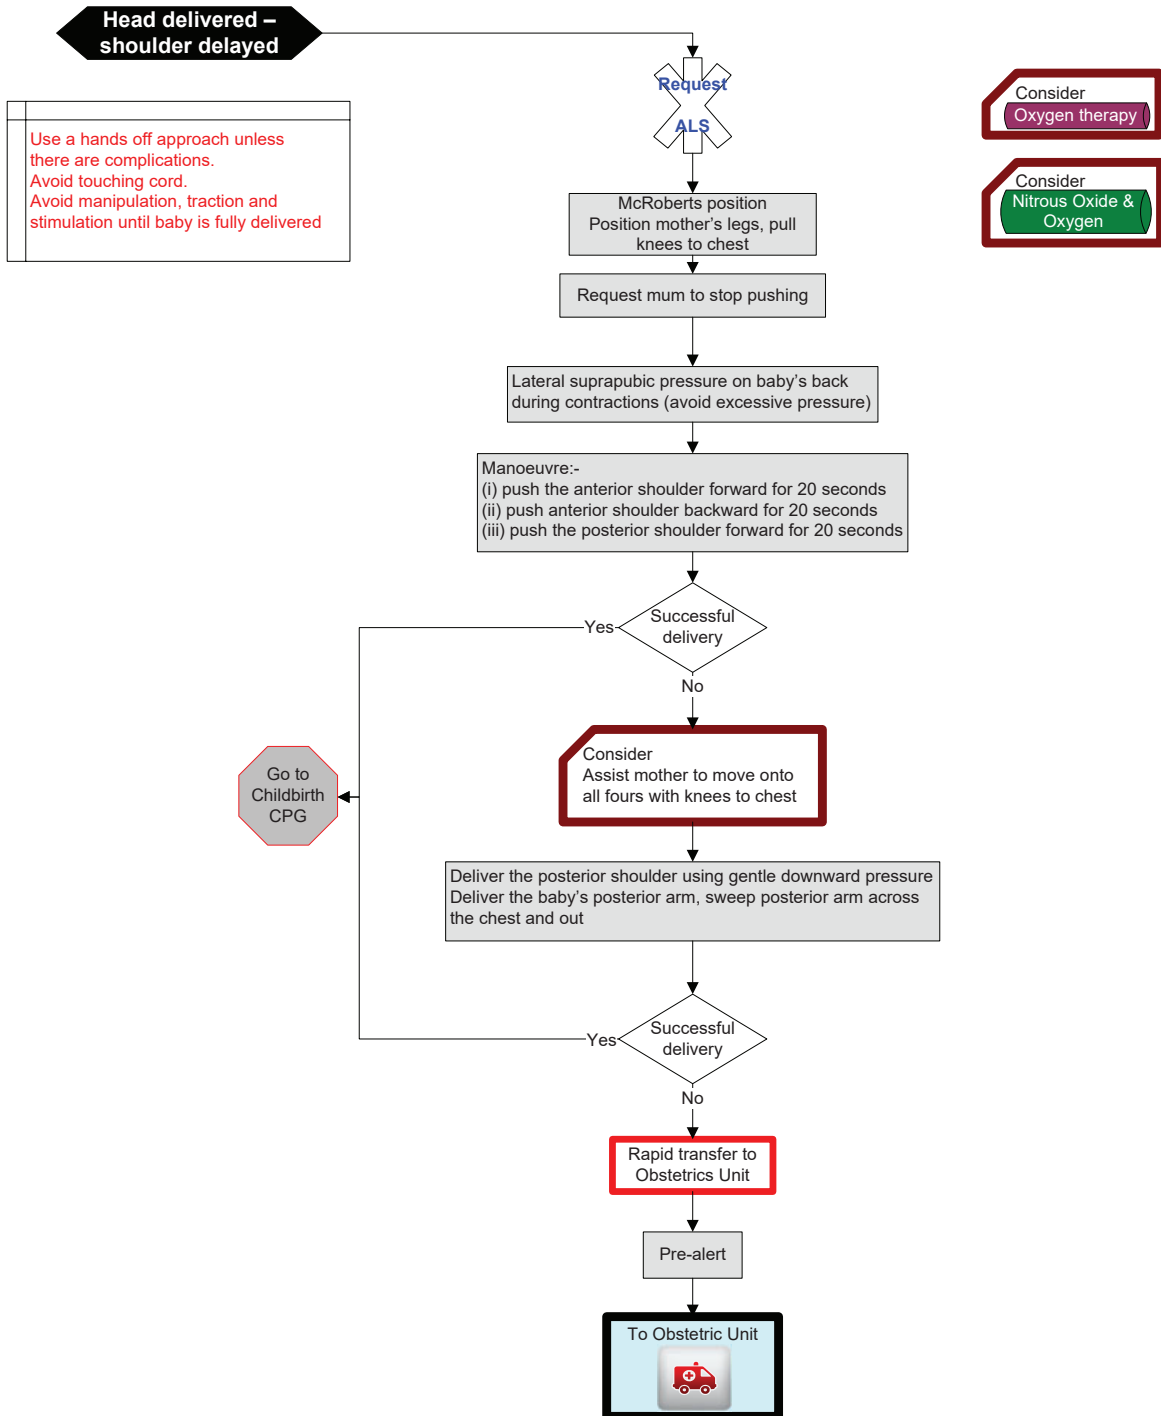 Head delivered –
shoulder delayed
Request
ALS
Consider
Oxygen therapy
Use a hands off approach unless
there are complications.
Avoid touching cord.
Avoid manipulation, traction and
stimulation until baby is fully delivered
Consider
Nitrous Oxide &
Oxygen
McRoberts position
Position mother's legs, pull
knees to chest
Request mum to stop pushing
Lateral suprapubic pressure on baby's back
during contractions (avoid excessive pressure)
Manoeuvre:-
(i) push the anterior shoulder forward for 20 seconds
(ii) push anterior shoulder backward for 20 seconds
(iii) push the posterior shoulder forward for 20 seconds
Successful
delivery
Yes
No
Consider
Assist mother to move onto
all fours with knees to chest
Go to
Childbirth
CPG
Deliver the posterior shoulder using gentle downward pressure
Deliver the baby's posterior arm, sweep posterior arm across
the chest and out
Successful
delivery
Yes
No
Rapid transfer to
Obstetrics Unit
Pre-alert
To Obstetric Unit